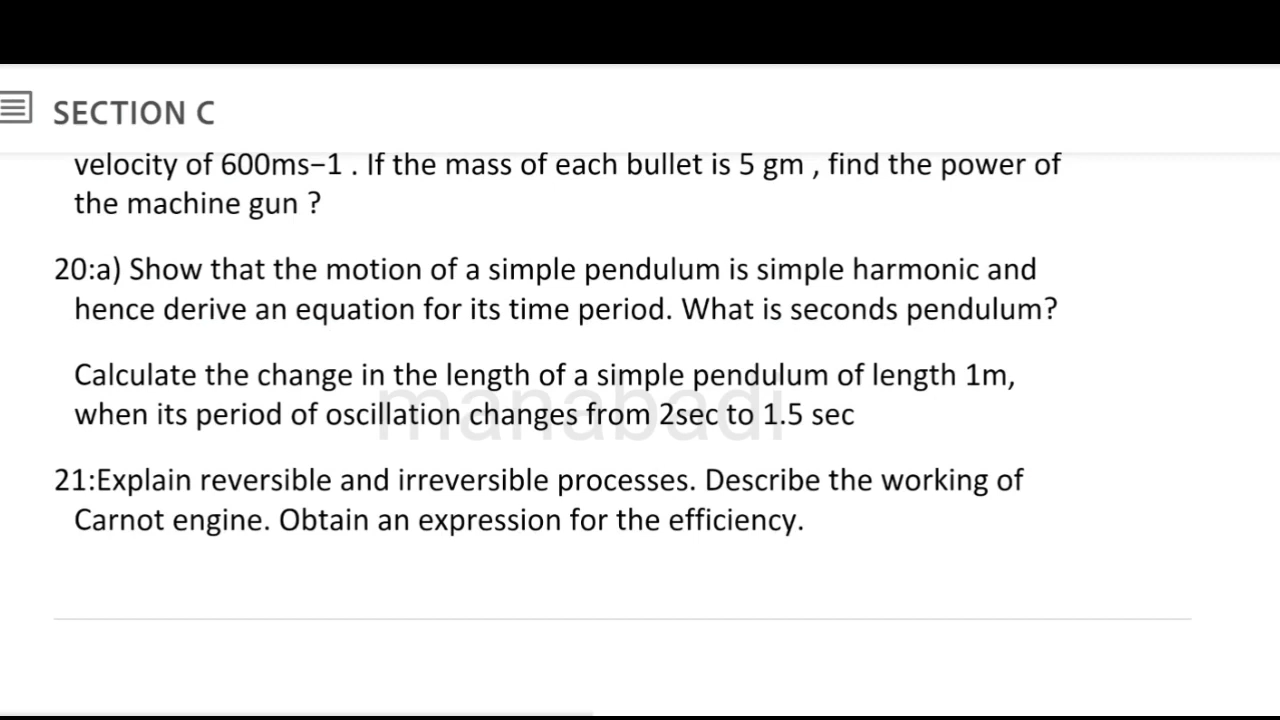 SECTION C
velocity of 600ms−1 . If the mass of each bullet is 5 gm , find the power of
the machine gun ?
20:a) Show that the motion of a simple pendulum is simple harmonic and
hence derive an equation for its time period. What is seconds pendulum?
Calculate the change in the length of a simple pendulum of length 1m,
when its period of oscillation changes from 2sec to 1.5 sec
manabadi
21:Explain reversible and irreversible processes. Describe the working of
Carnot engine. Obtain an expression for the efficiency.